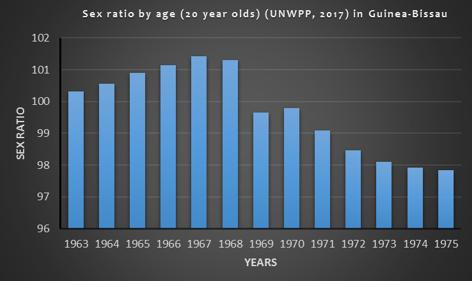 Sex ratio by age (20 year olds) (UNWPP, 2017) in Guinea-Bissau
102
101
100
99
98
97
96
SEX RATIO
1963 1964 1965 1966 1967 1968 1969 1970 1971 1972 1973 1974 1975
YEARS